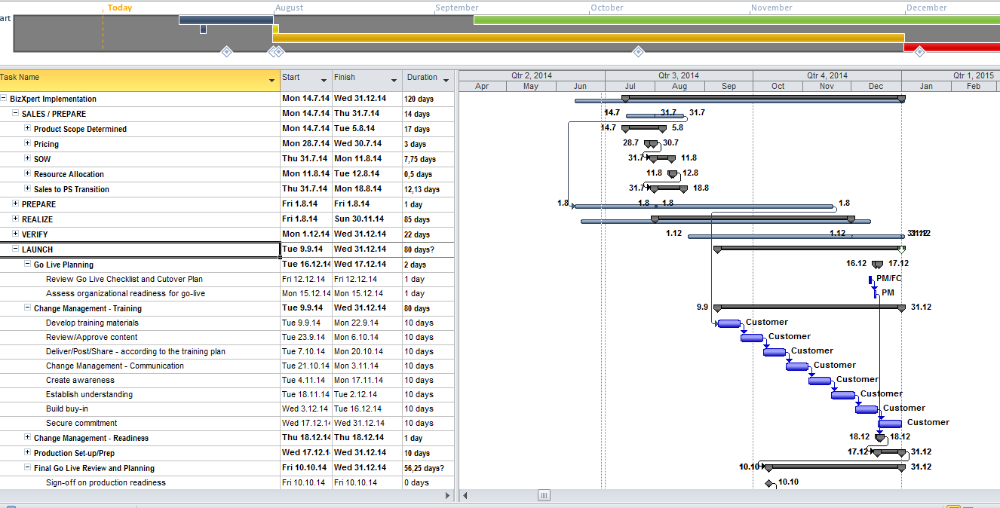 Today August September October November December
art
Task Name Start Finish Duration Qtr 2, 2014 Qtr 3, 2014 Qtr 4, 2014 Qtr 1, 2015
Apr May Jun Jul Aug Sep Oct Nov Dec Jan Feb
BizXpert Implementation Mon 14.7.14 Wed 31.12.14 120 days
SALES / PREPARE Mon 14.7.14 Thu 31.7.14 14 days 14.7 31.7 31.7
Product Scope Determined Mon 14.7.14 Tue 5.8.14 17 days 14.7 5.8
Pricing Mon 28.7.14 Wed 30.7.14 3 days 28.7 30.7
SOW Thu 31.7.14 Mon 11.8.14 7,75 days 31.7 11.8
Resource Allocation Mon 11.8.14 Tue 12.8.14 0,5 days 11.8 12.8
Sales to PS Transition Thu 31.7.14 Mon 18.8.14 12,13 days 31.7 18.8
PREPARE Fri 1.8.14 Fri 1.8.14 1 day 1.8 1.8 1.8 1.8
REALIZE Fri 1.8.14 Sun 30.11.14 85 days
VERIFY Mon 1.12.14 Wed 31.12.14 22 days 1.12 1.12 31.12
LAUNCH Tue 9.9.14 Wed 31.12.14 80 days?
Go Live Planning Tue 16.12.14 Wed 17.12.14 2 days 16.12 17.12
Review Go Live Checklist and Cutover Plan Fri 12.12.14 Fri 12.12.14 1 day PM/FC
Assess organizational readiness for go-live Mon 15.12.14 Mon 15.12.14 1 day PM
Change Management - Training Tue 9.9.14 Wed 31.12.14 80 days 9.9 31.12
Develop training materials Tue 9.9.14 Mon 22.9.14 10 days Customer
Review/Approve content Tue 23.9.14 Mon 6.10.14 10 days Customer
Deliver/Post/Share - according to the training plan Tue 7.10.14 Mon 20.10.14 10 days Customer
Change Management - Communication Tue 21.10.14 Mon 3.11.14 10 days Customer
Create awareness Tue 4.11.14 Mon 17.11.14 10 days Customer
Establish understanding Tue 18.11.14 Tue 2.12.14 10 days Customer
Build buy-in Wed 3.12.14 Tue 16.12.14 10 days Customer
Secure commitment Wed 17.12.14 Wed 31.12.14 10 days Customer
Change Management - Readiness Thu 18.12.14 Thu 18.12.14 1 day 18.12 18.12
Production Set-up/Prep Wed 17.12.1 Wed 31.12.14 10 days 17.12 31.12
Final Go Live Review and Planning Fri 10.10.14 Wed 31.12.14 56,25 days? 10.10 31.12
Sign-off on production readiness Fri 10.10.14 Fri 10.10.14 0 days 10.10